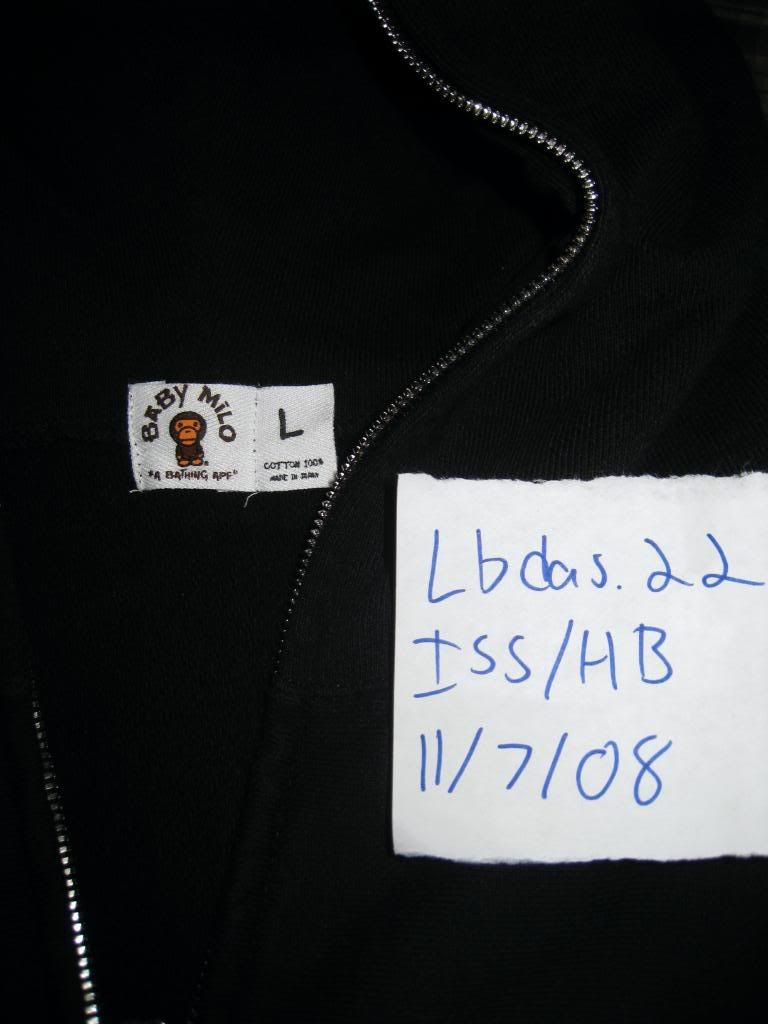 BABY MILO
"A BATHING APE"
L
COTTON 100%
MADE IN JAPAN
Lbdas.22
ISS/HB
11/7/08